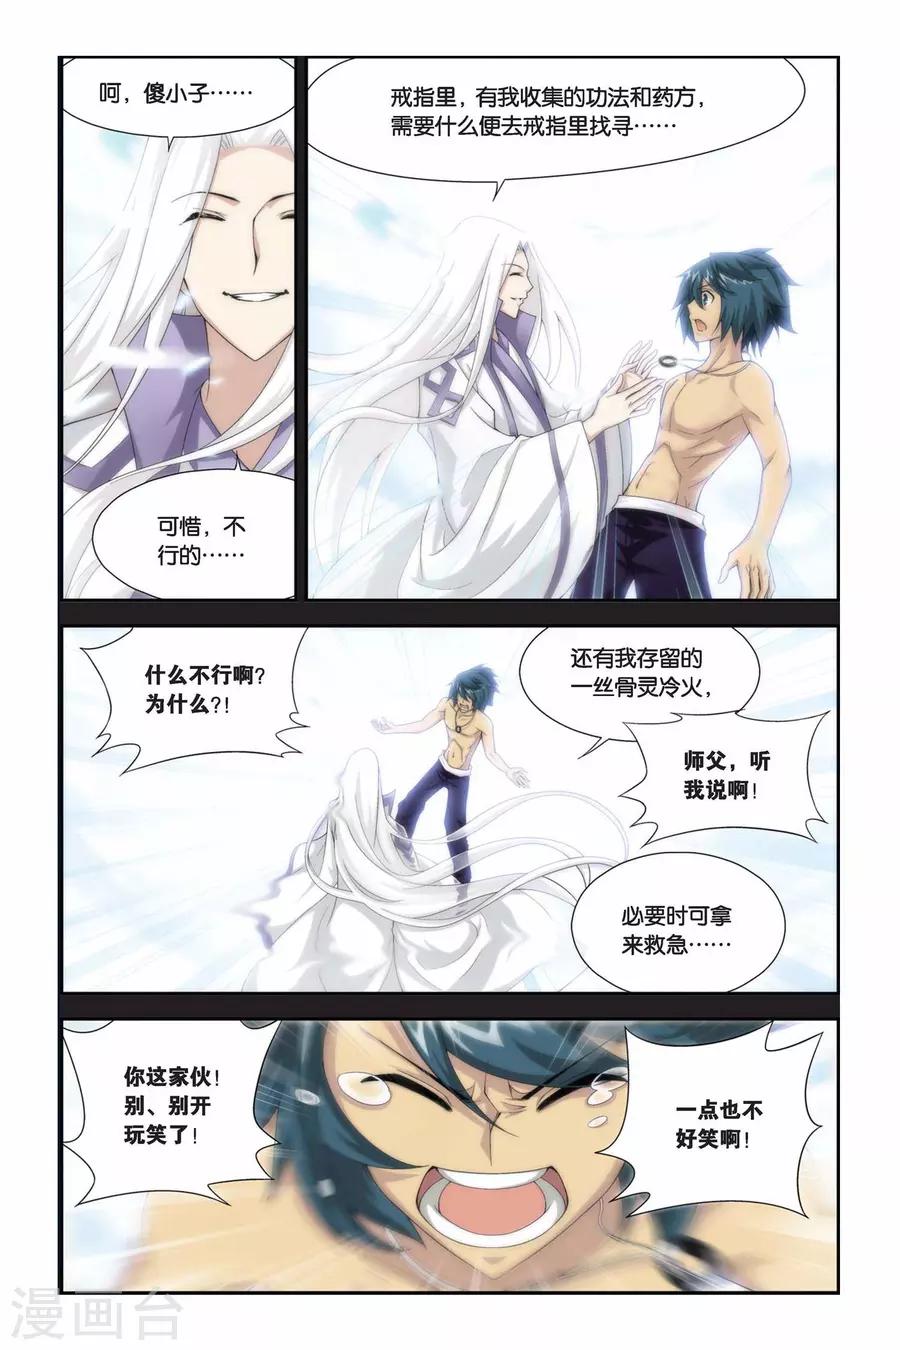 呵，傻小子……
可惜，不
行的……
戒指里，有我收集的功法和药方，
需要什么便去戒指里找寻……
什么不行啊？
为什么？！
还有我存留的
一丝骨灵冷火，
师父，听
我说啊！
必要时可拿
来救急……
你这家伙！
别、别开
玩笑了！
一点也不
好笑啊！
漫画台